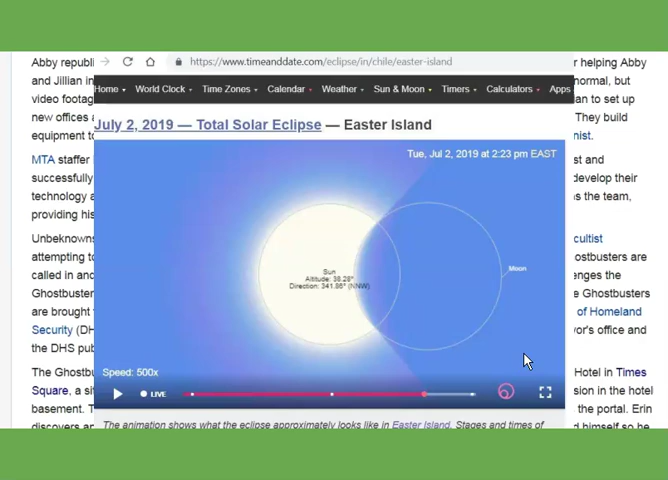 https://www.timeanddate.com/eclipse/in/chile/easter-island
Home World Clock Time Zones Calendar Weather Sun & Moon Timers Calculators Apps
July 2, 2019 — Total Solar Eclipse — Easter Island
Tue, Jul 2, 2019 at 2:23 pm EAST
Sun
Altitude: 38.28°
Direction: 341.86° (NNW)
Moon
Speed: 500x
LIVE
The animation shows what the eclipse approximately looks like in Easter Island. Stages and times of
Abby republi
and Jillian in
video footag
new offices a
equipment to
MTA staffer
successfully
technology a
providing his
Unbeknowns
attempting to
called in and
Ghostbusters
are brought
Security (DH
the DHS pub
The Ghostbu
Square, a si
basement. T
discovers an
r helping Abby
normal, but
ian to set up
They build
nist.
st and
develop their
s the team,
cultist
ostbusters are
enges the
e Ghostbusters
of Homeland
or's office and
Hotel in Times
sion in the hotel
the portal. Erin
d himself so he